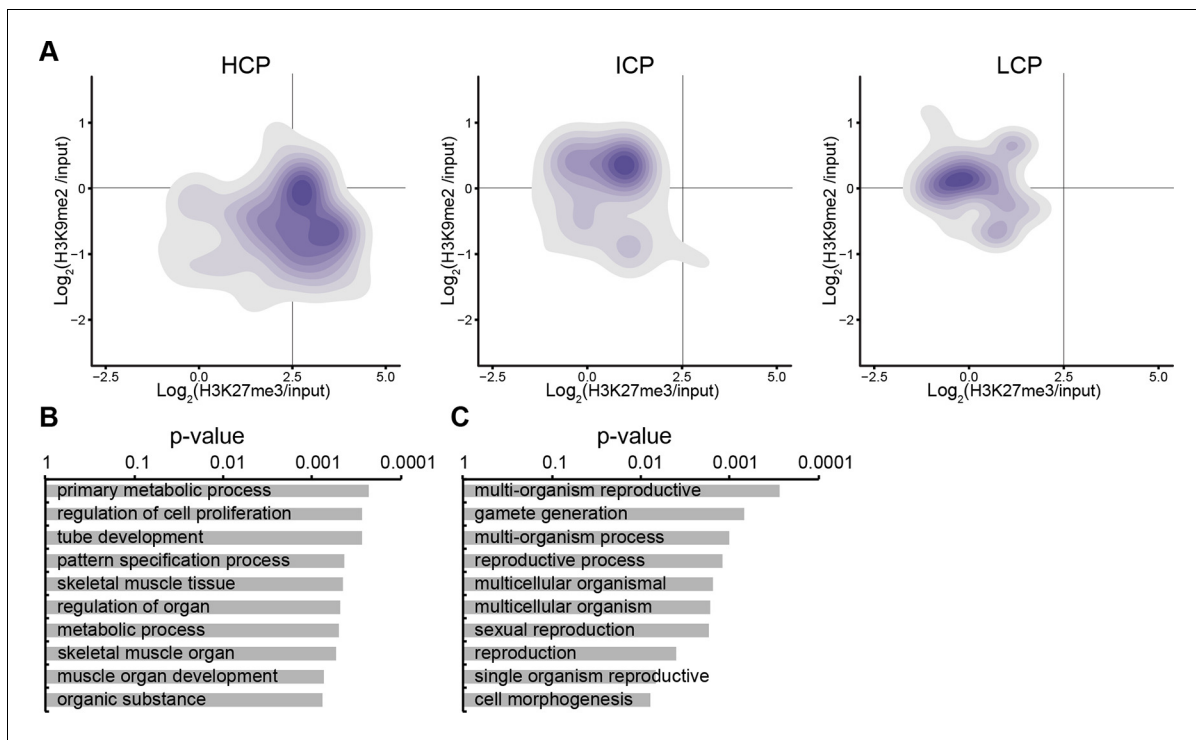 A
HCP
ICP
LCP
Log2(H3K9me2 /input)
1
0
−1
−2
−2.5
0.0
2.5
5.0
Log2(H3K27me3/input)
Log2(H3K9me2 /input)
1
0
−1
−2
−2.5
0.0
2.5
5.0
Log2(H3K27me3/input)
Log2(H3K9me2 /input)
1
0
−1
−2
−2.5
0.0
2.5
5.0
Log2(H3K27me3/input)
B
p-value
1 0.1 0.01 0.001 0.0001
primary metabolic process
regulation of cell proliferation
tube development
pattern specification process
skeletal muscle tissue
regulation of organ
metabolic process
skeletal muscle organ
muscle organ development
organic substance
C
p-value
1 0.1 0.01 0.001 0.0001
multi-organism reproductive
gamete generation
multi-organism process
reproductive process
multicellular organismal
multicellular organism
sexual reproduction
reproduction
single organism reproductive
cell morphogenesis